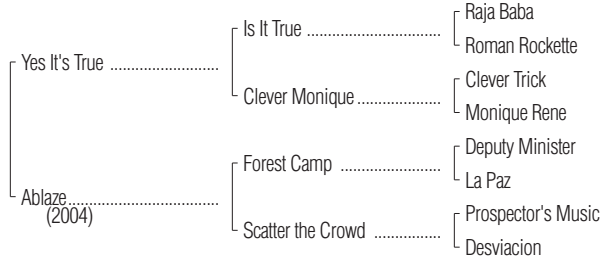 Raja Baba
Is It True ..............................
Roman Rockette
Yes It's True ........................
Clever Trick
Clever Monique...................
Monique Rene
Deputy Minister
Forest Camp .......................
La Paz
Ablaze.................................
(2004)
Prospector's Music
Scatter the Crowd ...............
Desviacion